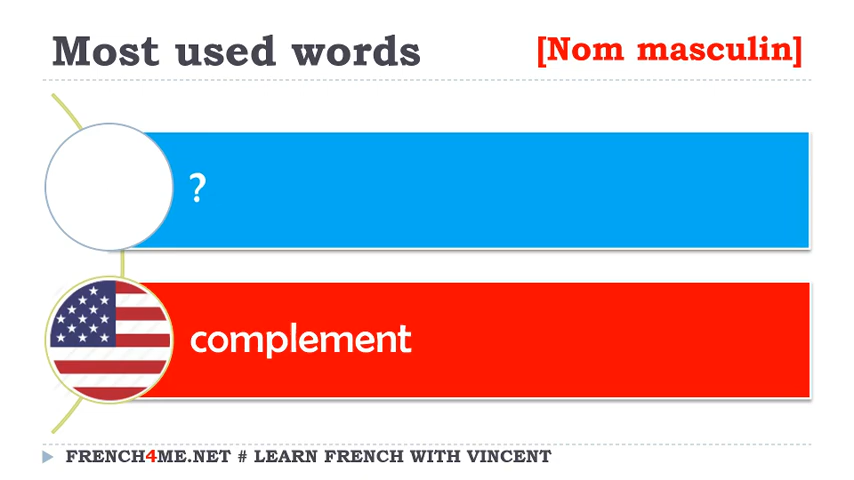 Most used words [Nom masculin]
?
complement
FRENCH4ME.NET # LEARN FRENCH WITH VINCENT